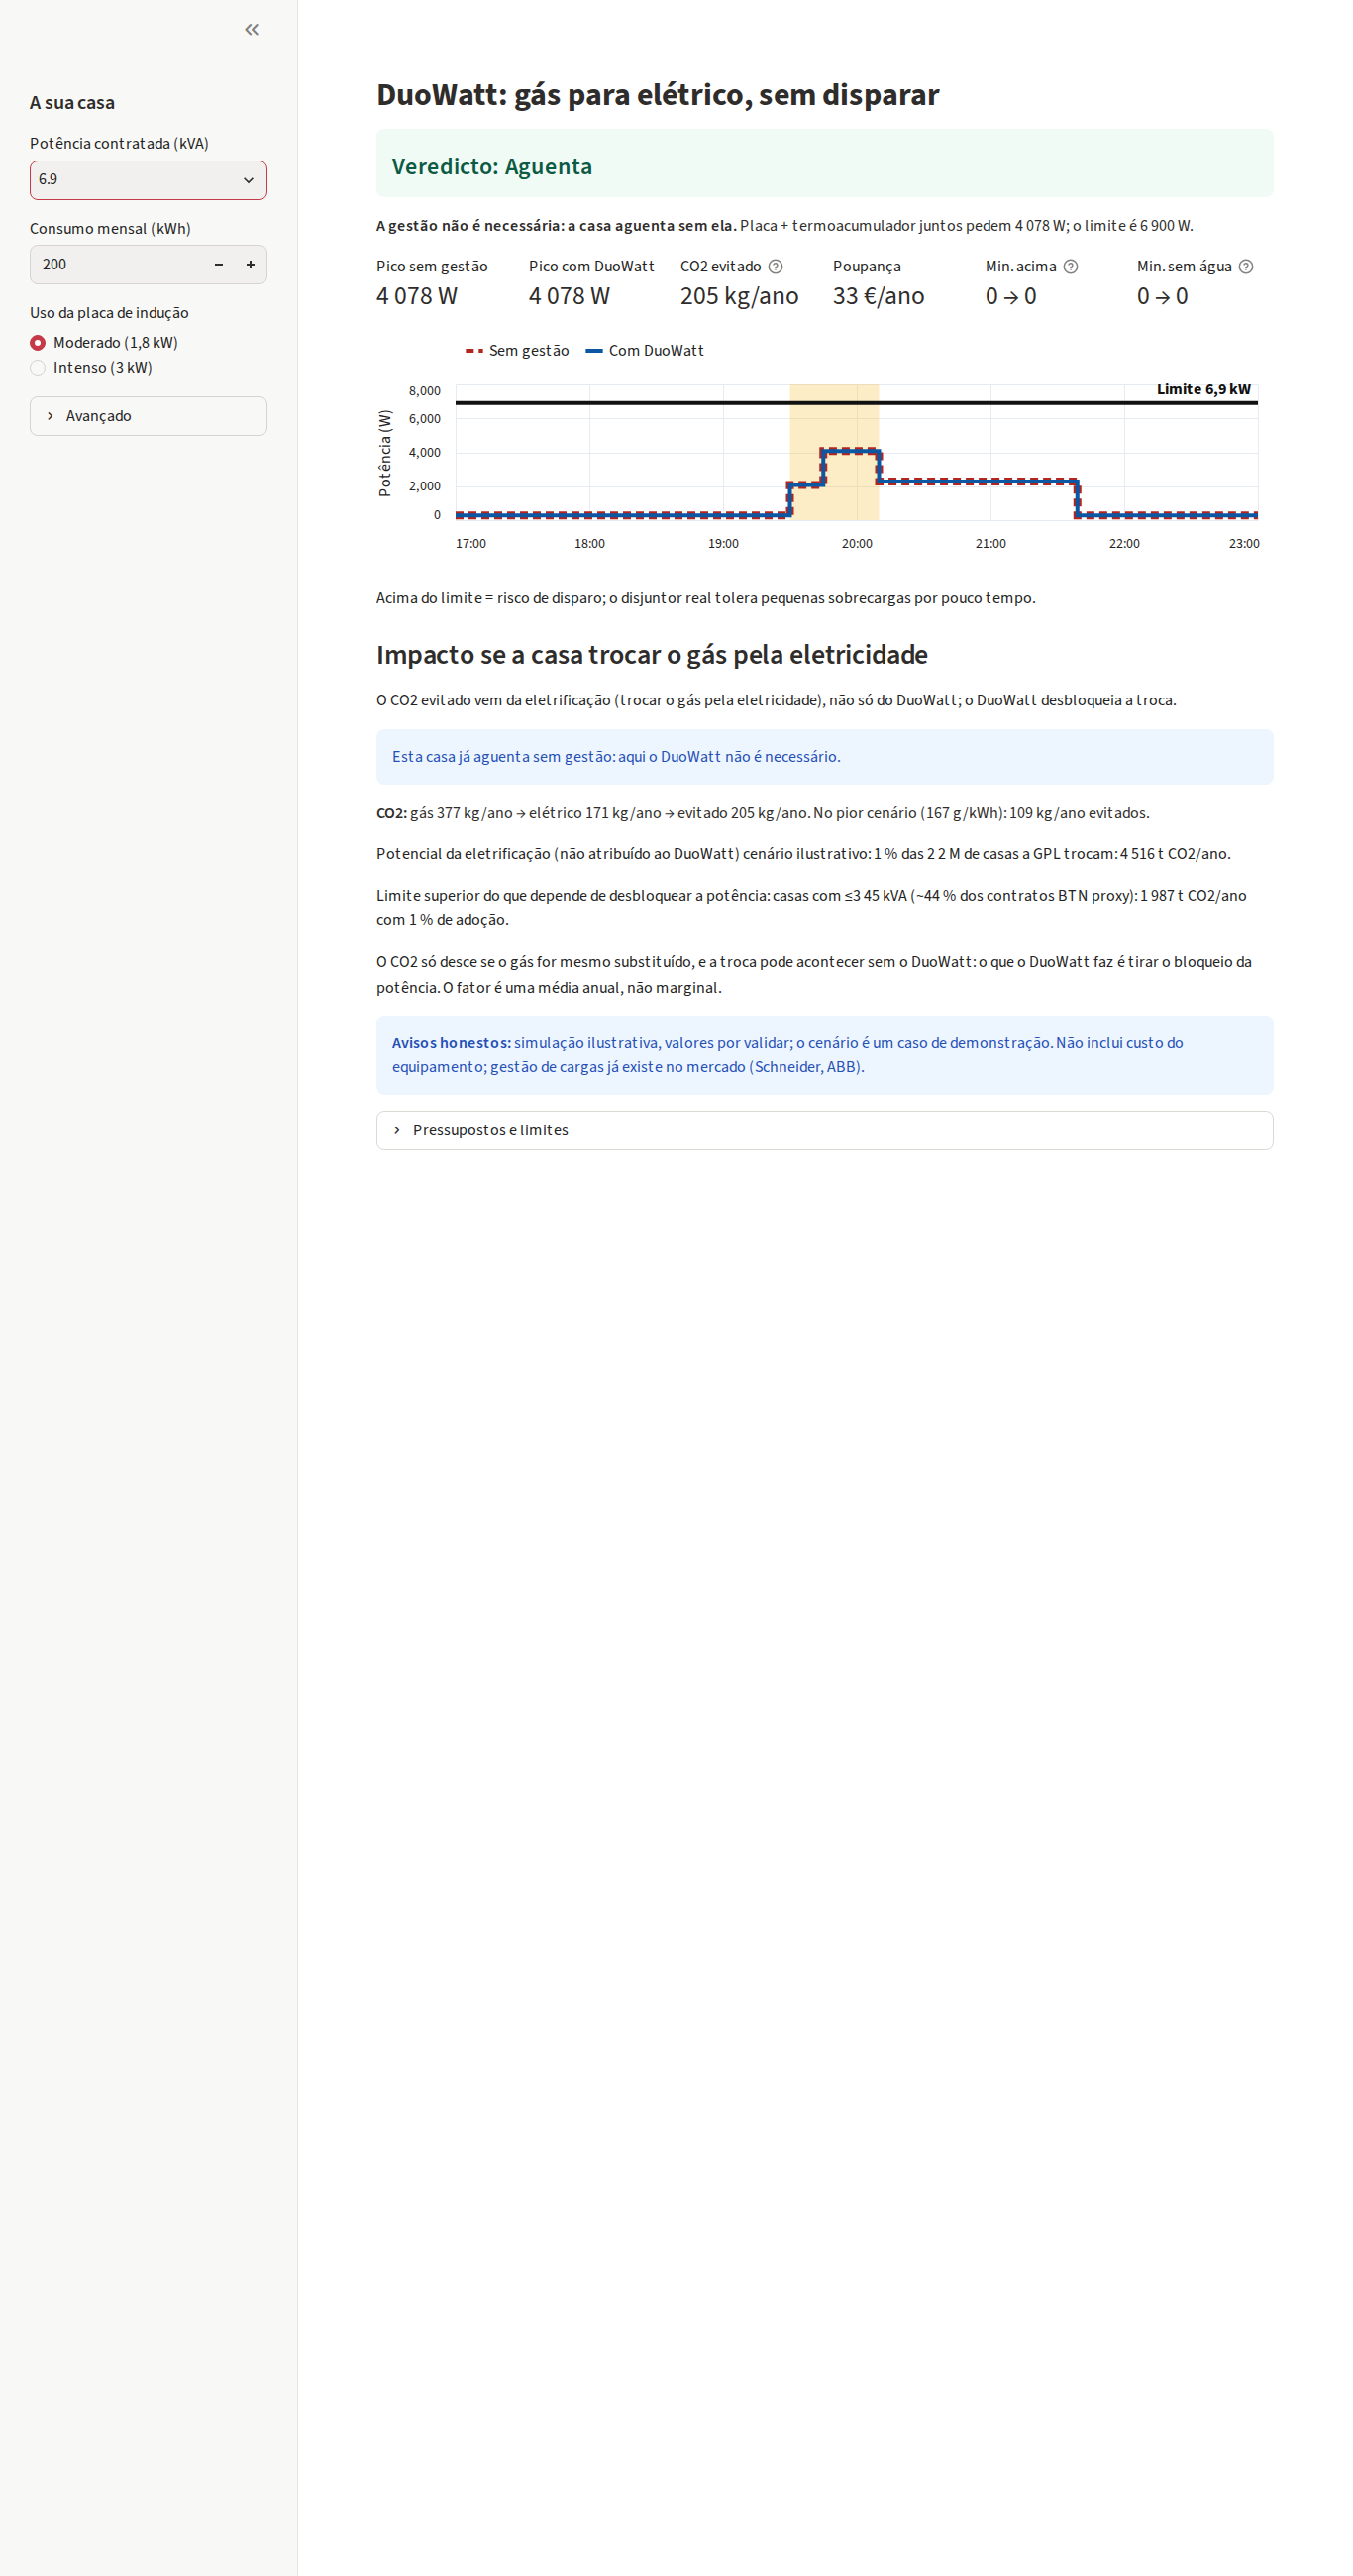 A sua casa
Potência contratada (kVA)
6.9
Consumo mensal (kWh)
200
Uso da placa de indução
Moderado (1,8 kW)
Intenso (3 kW)
Avançado
DuoWatt: gás para elétrico, sem disparar
Veredicto: Aguenta
A gestão não é necessária: a casa aguenta sem ela. Placa + termoacumulador juntos pedem 4 078 W; o limite é 6 900 W.
Pico sem gestão
4 078 W
Pico com DuoWatt
4 078 W
CO2 evitado
205 kg/ano
Poupança
33 €/ano
Min. acima
0 → 0
Min. sem água
0 → 0
Sem gestão
Com DuoWatt
Limite 6,9 kW
Potência (W)
8,000
6,000
4,000
2,000
0
17:00 18:00 19:00 20:00 21:00 22:00 23:00
Acima do limite = risco de disparo; o disjuntor real tolera pequenas sobrecargas por pouco tempo.
Impacto se a casa trocar o gás pela eletricidade
O CO2 evitado vem da eletrificação (trocar o gás pela eletricidade), não só do DuoWatt; o DuoWatt desbloqueia a troca.
Esta casa já aguenta sem gestão: aqui o DuoWatt não é necessário.
CO2: gás 377 kg/ano → elétrico 171 kg/ano → evitado 205 kg/ano. No pior cenário (167 g/kWh): 109 kg/ano evitados.
Potencial da eletrificação (não atribuído ao DuoWatt) cenário ilustrativo: 1 % das 2 2 M de casas a GPL trocam: 4 516 t CO2/ano.
Limite superior do que depende de desbloquear a potência: casas com ≤3 45 kVA (~44 % dos contratos BTN proxy): 1 987 t CO2/ano
com 1 % de adoção.
O CO2 só desce se o gás for mesmo substituído, e a troca pode acontecer sem o DuoWatt: o que o DuoWatt faz é tirar o bloqueio da
potência. O fator é uma média anual, não marginal.
Avisos honestos: simulação ilustrativa, valores por validar; o cenário é um caso de demonstração. Não inclui custo do
equipamento; gestão de cargas já existe no mercado (Schneider, ABB).
Pressupostos e limites